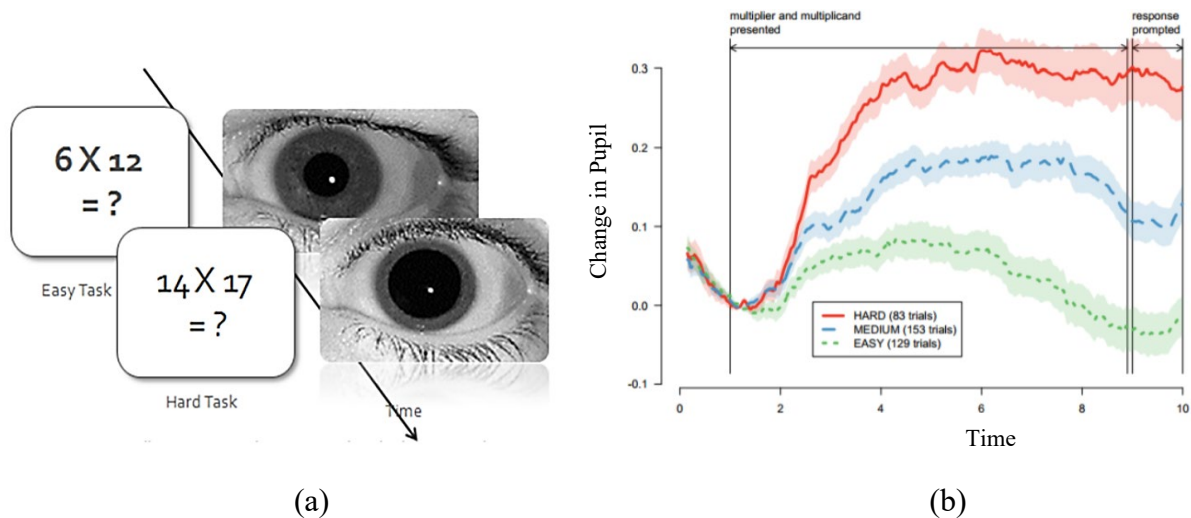 6 X 12
= ?
Easy Task
14 X 17
= ?
Hard Task
Time
(a)
multiplier and multiplicand
presented
response
prompted
Change in Pupil
0.3
0.2
0.1
0.0
-0.1
HARD (83 trials)
MEDIUM (153 trials)
EASY (129 trials)
0
2
4
6
8
10
Time
(b)